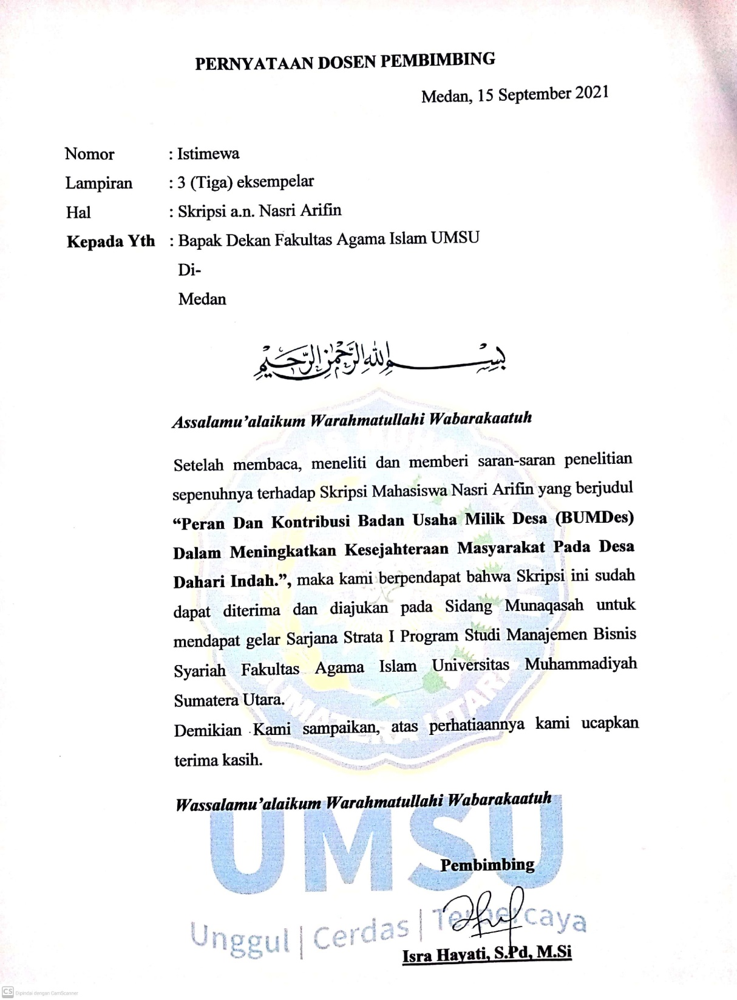 PERNYATAAN DOSEN PEMBIMBING
Medan, 15 September 2021
Nomor : Istimewa
Lampiran : 3 (Tiga) eksempelar
Hal : Skripsi a.n. Nasri Arifin
Kepada Yth : Bapak Dekan Fakultas Agama Islam UMSU
Di-
Medan
بِسْمِ اللهِ الرَّحْمٰنِ الرَّحِيْمِ
Assalamu’alaikum Warahmatullahi Wabarakaatuh
Setelah membaca, meneliti dan memberi saran-saran penelitian
sepenuhnya terhadap Skripsi Mahasiswa Nasri Arifin yang berjudul
“Peran Dan Kontribusi Badan Usaha Milik Desa (BUMDes)
Dalam Meningkatkan Kesejahteraan Masyarakat Pada Desa
Dahari Indah.”, maka kami berpendapat bahwa Skripsi ini sudah
dapat diterima dan diajukan pada Sidang Munaqasah untuk
mendapat gelar Sarjana Strata I Program Studi Manajemen Bisnis
Syariah Fakultas Agama Islam Universitas Muhammadiyah
Sumatera Utara.
SUMATERA UTARA
Demikian Kami sampaikan, atas perhatiaannya kami ucapkan
terima kasih.
Wassalamu’alaikum Warahmatullahi Wabarakaatuh
UMSU
Pembimbing
Unggul | Cerdas | Terpercaya
Isra Hayati, S.Pd, M.Si
CS Dipindai dengan CamScanner